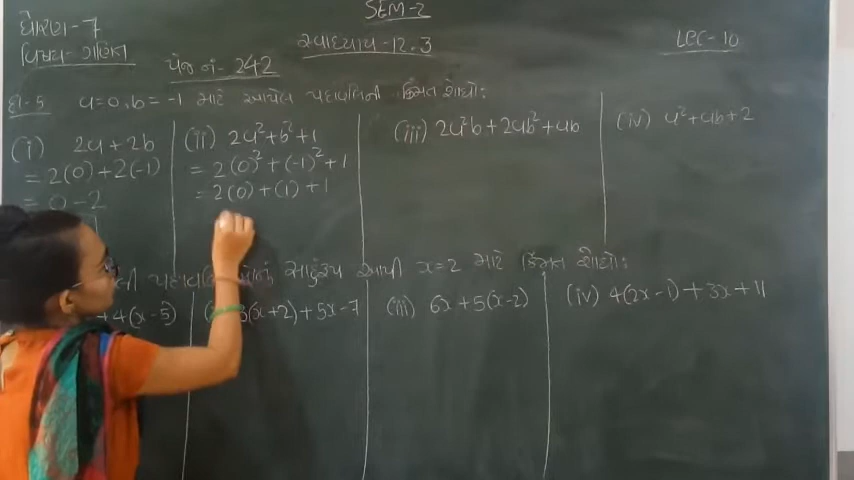 SEM-2
ધોરણ-7
વિષય- ગણિત
સ્વાધ્યાય-12.3
LEC-10
પેજ નં- 242
દા-5 a=0, b=-1 માટે આપેલ પદાવલિની કિંમત શોધો:
(i) 2a+2b
= 2(0)+2(-1)
= 0-2
(ii) 2a²+b²+1
= 2(0)²+(-1)²+1
= 2(0)+(1)+1
(iii) 2a²b+2ab²+ab
(iv) a²+ab+2
પદાવલિઓનું સાદુંરૂપ આપી x=2 માટે કિંમત શોધો:
+4(x-5)
3(x+2)+5x-7
(iii) 6x+5(x-2)
(iv) 4(2x-1)+3x+11